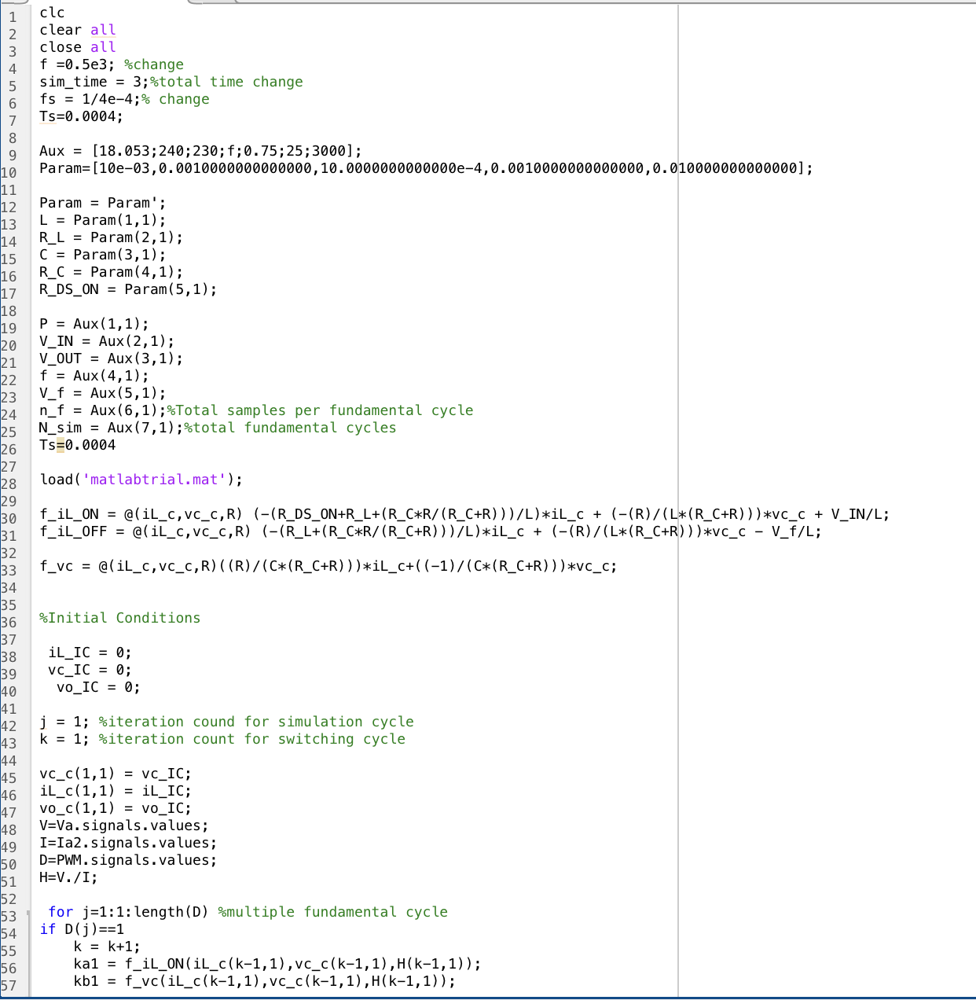 1 clc
2 clear all
3 close all
4 f =0.5e3; %change
5 sim_time = 3;%total time change
6 fs = 1/4e-4;% change
7 Ts=0.0004;
8
9 Aux = [18.053;240;230;f;0.75;25;3000];
10 Param=[10e-03,0.0010000000000000,10.0000000000000e-4,0.0010000000000000,0.010000000000000];
11
12 Param = Param';
13 L = Param(1,1);
14 R_L = Param(2,1);
15 C = Param(3,1);
16 R_C = Param(4,1);
17 R_DS_ON = Param(5,1);
18
19 P = Aux(1,1);
20 V_IN = Aux(2,1);
21 V_OUT = Aux(3,1);
22 f = Aux(4,1);
23 V_f = Aux(5,1);
24 n_f = Aux(6,1);%Total samples per fundamental cycle
25 N_sim = Aux(7,1);%total fundamental cycles
26 Ts=0.0004
27
28 load('matlabtrial.mat');
29
30 f_iL_ON = @(iL_c,vc_c,R) (-(R_DS_ON+R_L+(R_C*R/(R_C+R)))/L)*iL_c + (-(R)/(L*(R_C+R)))*vc_c + V_IN/L;
31 f_iL_OFF = @(iL_c,vc_c,R) (-(R_L+(R_C*R/(R_C+R)))/L)*iL_c + (-(R)/(L*(R_C+R)))*vc_c - V_f/L;
32
33 f_vc = @(iL_c,vc_c,R)((R)/(C*(R_C+R)))*iL_c+((-1)/(C*(R_C+R)))*vc_c;
34
35
36 %Initial Conditions
37
38 iL_IC = 0;
39 vc_IC = 0;
40 vo_IC = 0;
41
42 j = 1; %iteration cound for simulation cycle
43 k = 1; %iteration count for switching cycle
44
45 vc_c(1,1) = vc_IC;
46 iL_c(1,1) = iL_IC;
47 vo_c(1,1) = vo_IC;
48 V=Va.signals.values;
49 I=Ia2.signals.values;
50 D=PWM.signals.values;
51 H=V./I;
52
53 for j=1:1:length(D) %multiple fundamental cycle
54 if D(j)==1
55 k = k+1;
56 ka1 = f_iL_ON(iL_c(k-1,1),vc_c(k-1,1),H(k-1,1));
57 kb1 = f_vc(iL_c(k-1,1),vc_c(k-1,1),H(k-1,1));